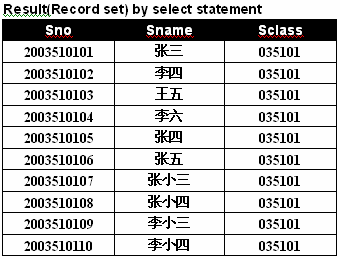 Result(Record set) by select statement
Sno Sname Sclass
2003510101 张三 035101
2003510102 李四 035101
2003510103 王五 035101
2003510104 李六 035101
2003510105 张四 035101
2003510106 张五 035101
2003510107 张小三 035101
2003510108 张小四 035101
2003510109 李小三 035101
2003510110 李小四 035101